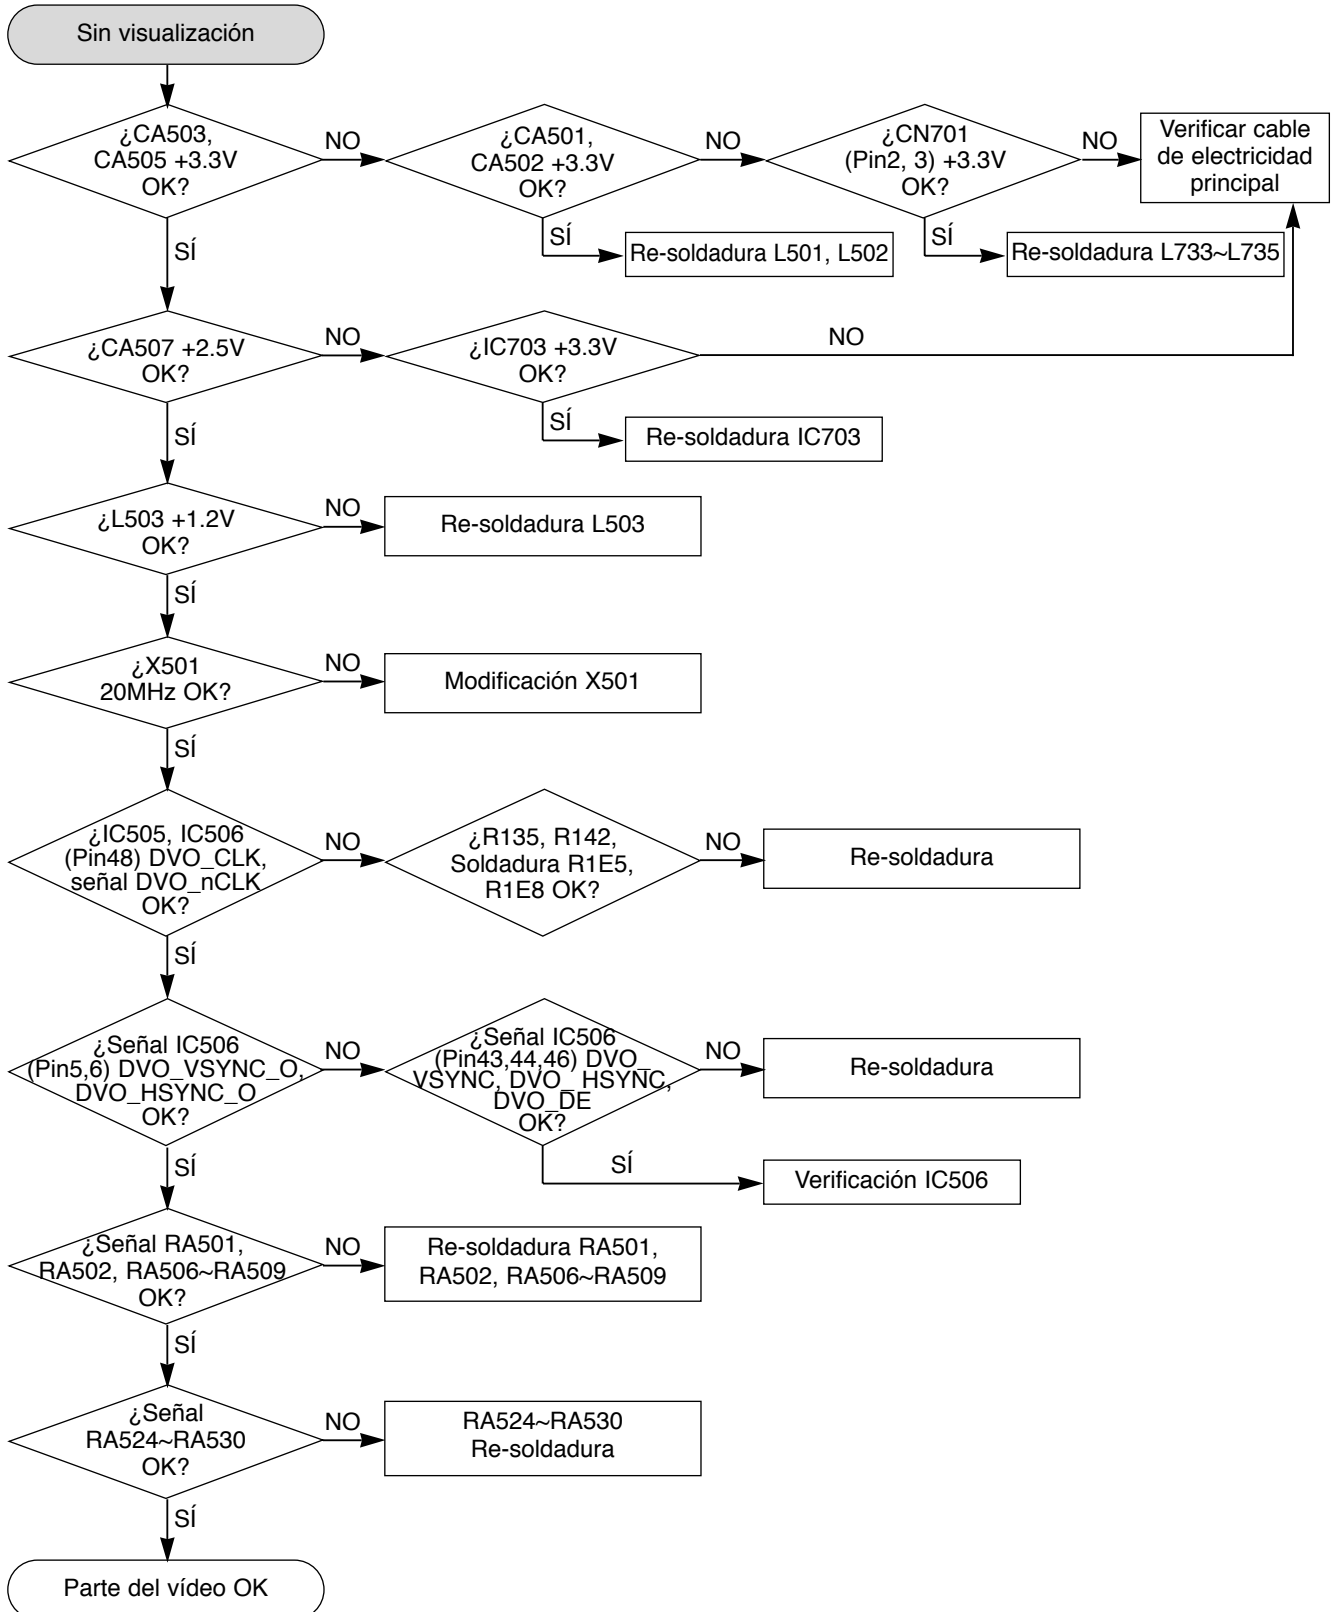 Sin visualización
¿CA503,
CA505 +3.3V
OK?
NO
¿CA501,
CA502 +3.3V
OK?
NO
¿CN701
(Pin2, 3) +3.3V
OK?
NO
Verificar cable
de electricidad
principal
SÍ
SÍ
Re-soldadura L501, L502
SÍ
Re-soldadura L733~L735
¿CA507 +2.5V
OK?
NO
¿IC703 +3.3V
OK?
NO
SÍ
SÍ
Re-soldadura IC703
¿L503 +1.2V
OK?
NO
Re-soldadura L503
SÍ
¿X501
20MHz OK?
NO
Modificación X501
SÍ
¿IC505, IC506
(Pin48) DVO_CLK,
señal DVO_nCLK
OK?
NO
¿R135, R142,
Soldadura R1E5,
R1E8 OK?
NO
Re-soldadura
SÍ
¿Señal IC506
(Pin5,6) DVO_VSYNC_O,
DVO_HSYNC_O
OK?
NO
¿Señal IC506
(Pin43,44,46) DVO_
VSYNC, DVO_ HSYNC,
DVO_DE
OK?
NO
Re-soldadura
SÍ
SÍ
Verificación IC506
¿Señal RA501,
RA502, RA506~RA509
OK?
NO
Re-soldadura RA501,
RA502, RA506~RA509
SÍ
¿Señal
RA524~RA530
OK?
NO
RA524~RA530
Re-soldadura
SÍ
Parte del vídeo OK